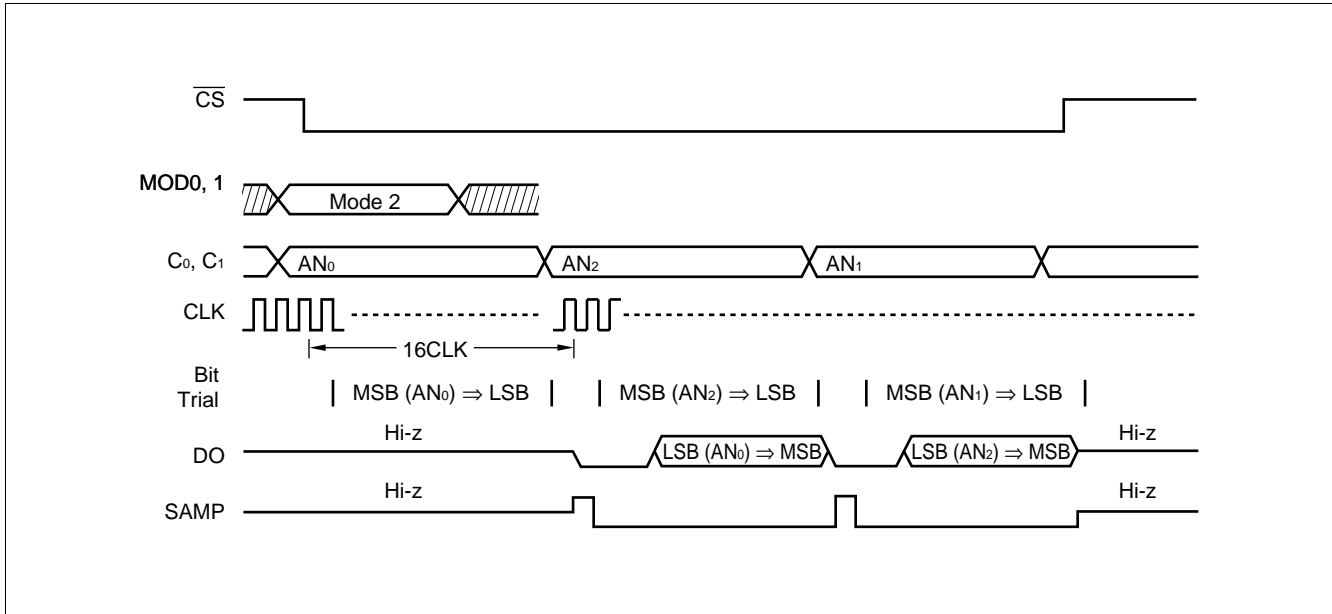 CS
MOD0, 1 Mode 2
C0, C1 AN0 AN2 AN1
CLK
16CLK
Bit Trial MSB (AN0) ⇒ LSB MSB (AN2) ⇒ LSB MSB (AN1) ⇒ LSB
DO Hi-z LSB (AN0) ⇒ MSB LSB (AN2) ⇒ MSB Hi-z
SAMP Hi-z Hi-z